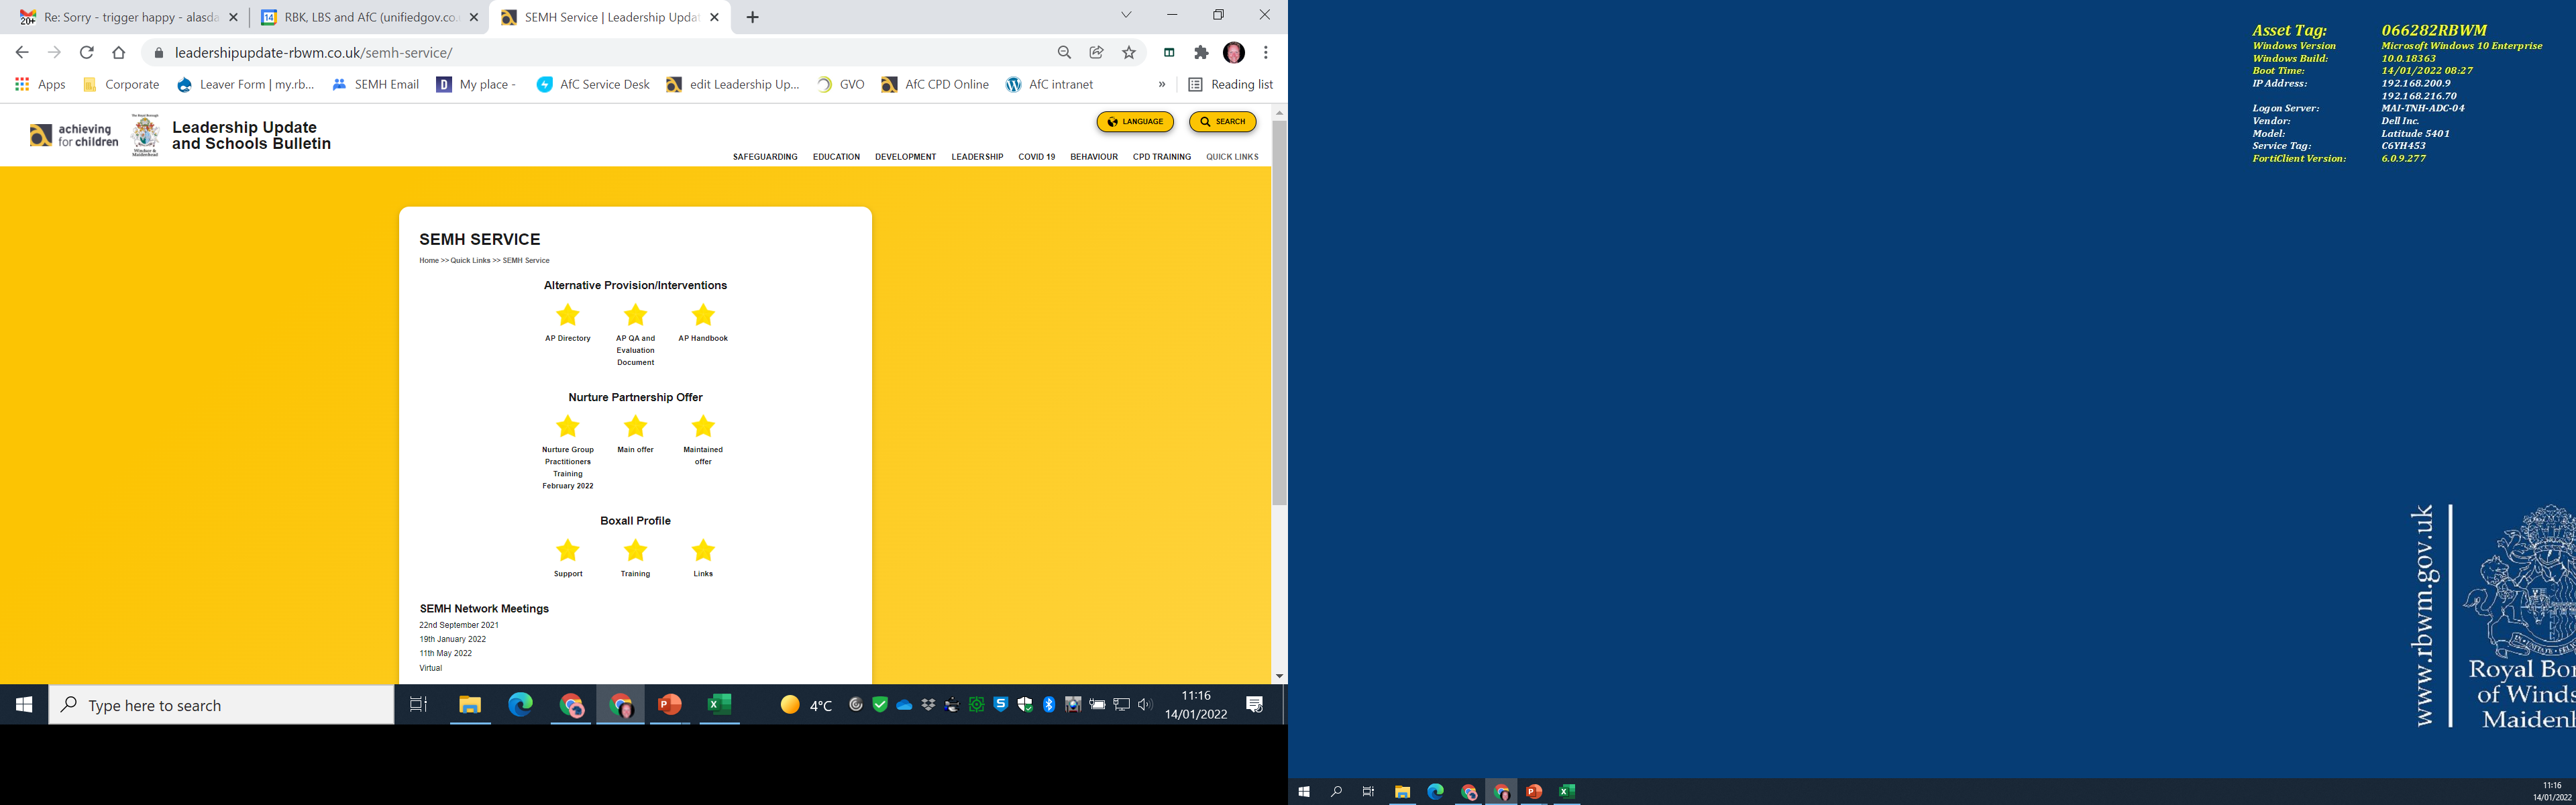 20+ Re: Sorry - trigger happy - alasda
14 RBK, LBS and AfC (unifiedgov.co.
SEMH Service | Leadership Upda
leadershipupdate-rbwm.co.uk/semh-service/
Apps Corporate Leaver Form | my.rb... SEMH Email D My place - AfC Service Desk edit Leadership Up... GVO AfC CPD Online AfC intranet » Reading list
achieving
for children
Leadership Update
and Schools Bulletin
LANGUAGE SEARCH
SAFEGUARDING EDUCATION DEVELOPMENT LEADERSHIP COVID 19 BEHAVIOUR CPD TRAINING QUICK LINKS
SEMH SERVICE
Home >> Quick Links >> SEMH Service
Alternative Provision/Interventions
AP Directory
AP QA and
Evaluation
Document
AP Handbook
Nurture Partnership Offer
Nurture Group
Practitioners
Training
February 2022
Main offer
Maintained
offer
Boxall Profile
Support Training Links
SEMH Network Meetings
22nd September 2021
19th January 2022
11th May 2022
Virtual
Type here to search
4°C
11:16
14/01/2022
Asset Tag: 066282RBWM
Windows Version Microsoft Windows 10 Enterprise
Windows Build: 10.0.18363
Boot Time: 14/01/2022 08:27
IP Address: 192.168.200.9
192.168.216.70
Logon Server: MAI-TNH-ADC-04
Vendor: Dell Inc.
Model: Latitude 5401
Service Tag: C6YH453
FortiClient Version: 6.0.9.277
www.rbwm.gov.uk
Royal Bor
of Winds
Maidenh
11:16
14/01/2022